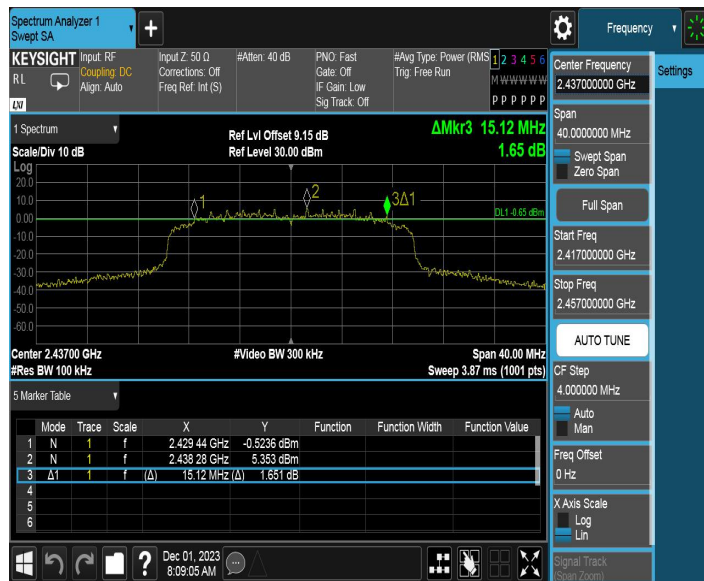 Spectrum Analyzer 1
Swept SA
+
Frequency
KEYSIGHT
RL
LXI
Input: RF
Coupling: DC
Align: Auto
Input Z: 50 Ω
Corrections: Off
Freq Ref: Int (S)
#Atten: 40 dB
PNO: Fast
Gate: Off
IF Gain: Low
Sig Track: Off
#Avg Type: Power (RMS
Trig: Free Run
1 2 3 4 5 6
M W W W W W
P P P P P P
1 Spectrum
Scale/Div 10 dB
Log
Ref Lvl Offset 9.15 dB
Ref Level 30.00 dBm
ΔMkr3 15.12 MHz
1.65 dB
20.0
10.0
0.00
-10.0
-20.0
-30.0
-40.0
-50.0
-60.0
1
2
3Δ1
DL1 -0.65 dBm
Center 2.43700 GHz
#Video BW 300 kHz
Span 40.00 MHz
#Res BW 100 kHz
Sweep 3.87 ms (1001 pts)
5 Marker Table
Mode Trace Scale X Y Function Function Width Function Value
1 N 1 f 2.429 44 GHz -0.5236 dBm
2 N 1 f 2.438 28 GHz 5.353 dBm
3 Δ1 1 f (Δ) 15.12 MHz (Δ) 1.651 dB
4
5
6
?
Dec 01, 2023
8:09:05 AM
Center Frequency
2.437000000 GHz
Span
40.0000000 MHz
Swept Span
Zero Span
Full Span
Start Freq
2.417000000 GHz
Stop Freq
2.457000000 GHz
AUTO TUNE
CF Step
4.000000 MHz
Auto
Man
Freq Offset
0 Hz
X Axis Scale
Log
Lin
Signal Track
(Span Zoom)
Settings